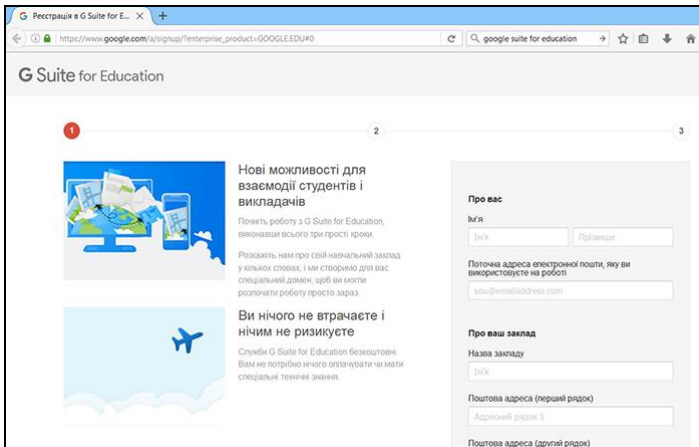 Реєстрація в G Suite for E...
https://www.google.com/a/signup/?enterprise_product=GOOGLE.EDU#0
google suite for education
G Suite for Education
1
2
3
Нові можливості для
взаємодії студентів і
викладачів
Почніть роботу з G Suite for Education,
виконавши всього три прості кроки.
Розкажіть нам про свій навчальний заклад
у кількох словах, і ми створимо для вас
спеціальний домен, щоб ви могли
розпочати роботу просто зараз.
Ви нічого не втрачаєте і
нічим не ризикуєте
Служби G Suite for Education безкоштовні.
Вам не потрібно нічого оплачувати чи мати
спеціальні технічні знання.
Про вас
Ім'я
Ім'я
Прізвище
Поточна адреса електронної пошти, яку ви
використовуєте на роботі
you@emailaddress.com
Про ваш заклад
Назва закладу
Ім'я
Поштова адреса (перший рядок)
Адресний рядок 1
Поштова адреса (другий рядок)